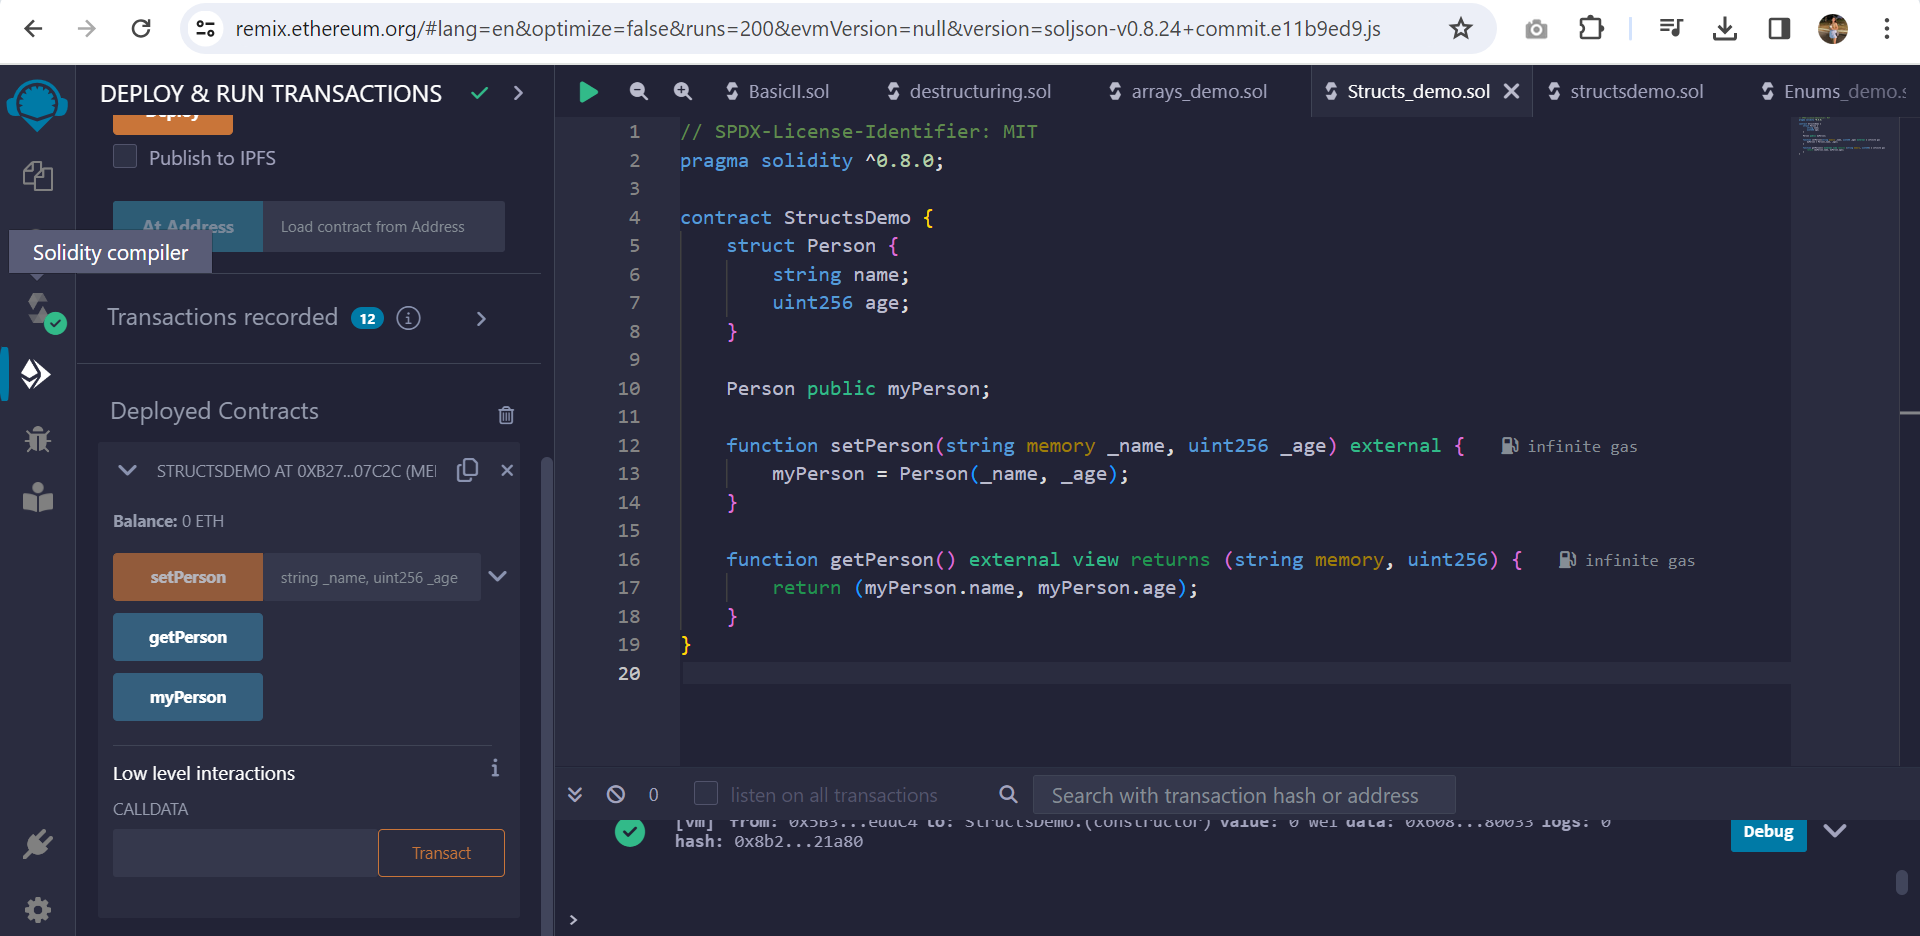 remix.ethereum.org/#lang=en&optimize=false&runs=200&evmVersion=null&version=soljson-v0.8.24+commit.e11b9ed9.js
DEPLOY & RUN TRANSACTIONS
Deploy
Publish to IPFS
At Address
Load contract from Address
Solidity compiler
Transactions recorded 12
Deployed Contracts
STRUCTSDEMO AT 0XB27...07C2C (MEI
Balance: 0 ETH
setPerson
string _name, uint256 _age
getPerson
myPerson
Low level interactions
CALLDATA
Transact
BasicII.sol
destructuring.sol
arrays_demo.sol
Structs_demo.sol
structsdemo.sol
Enums_demo.s
1 // SPDX-License-Identifier: MIT
2 pragma solidity ^0.8.0;
3
4 contract StructsDemo {
5 struct Person {
6 string name;
7 uint256 age;
8 }
9
10 Person public myPerson;
11
12 function setPerson(string memory _name, uint256 _age) external { infinite gas
13 myPerson = Person(_name, _age);
14 }
15
16 function getPerson() external view returns (string memory, uint256) { infinite gas
17 return (myPerson.name, myPerson.age);
18 }
19 }
20
0
listen on all transactions
Search with transaction hash or address
[vm] from: 0x5B3...eddC4 to: StructsDemo.(constructor) value: 0 wei data: 0x608...80033 logs: 0
hash: 0x8b2...21a80
Debug
>